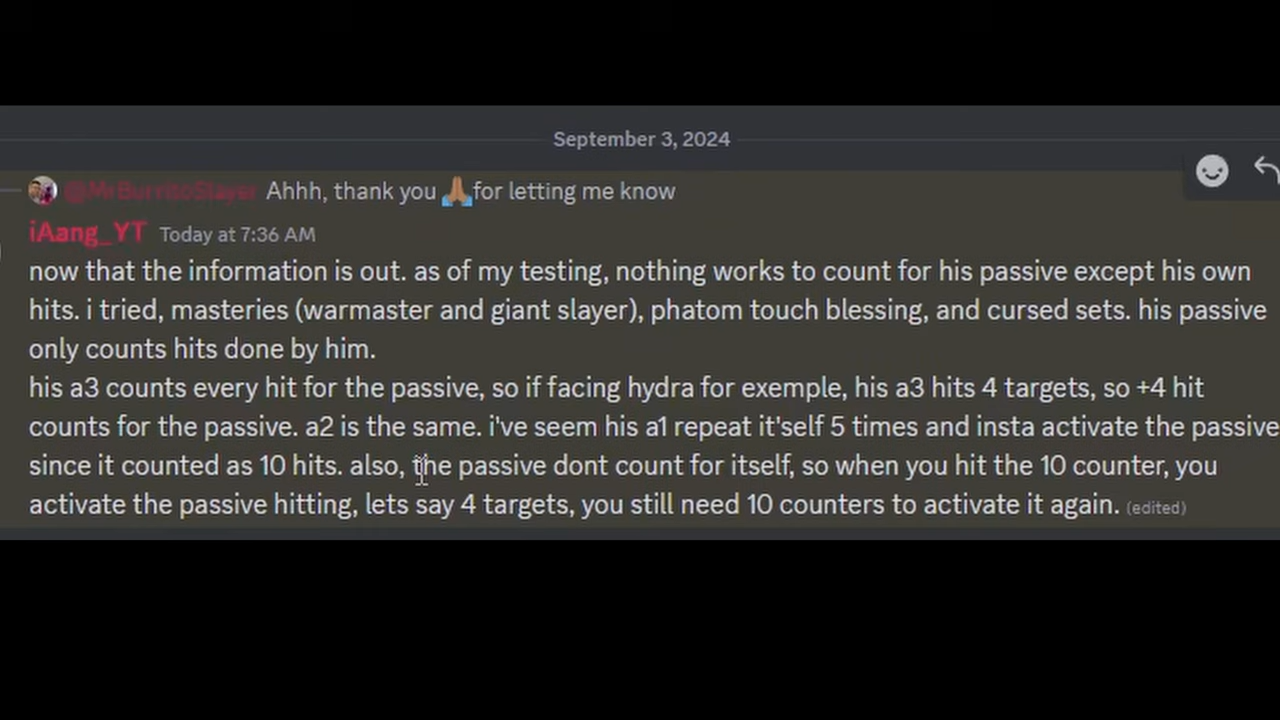 September 3, 2024
@MrBurritoSlayer Ahhh, thank you 🙏🏽for letting me know
iAang_YT Today at 7:36 AM
now that the information is out. as of my testing, nothing works to count for his passive except his own
hits. i tried, masteries (warmaster and giant slayer), phatom touch blessing, and cursed sets. his passive
only counts hits done by him.
his a3 counts every hit for the passive, so if facing hydra for exemple, his a3 hits 4 targets, so +4 hit
counts for the passive. a2 is the same. i've seem his a1 repeat it'self 5 times and insta activate the passive
since it counted as 10 hits. also, the passive dont count for itself, so when you hit the 10 counter, you
activate the passive hitting, lets say 4 targets, you still need 10 counters to activate it again. (edited)